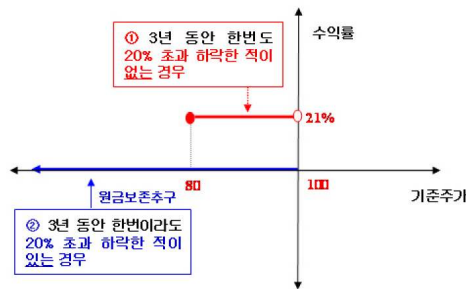 ① 3년 동안 한번도
20% 초과 하락한 적이
없는 경우
수익률
21%
80
100
원금보존추구
기준주가
② 3년 동안 한번이라도
20% 초과 하락한 적이
있는 경우